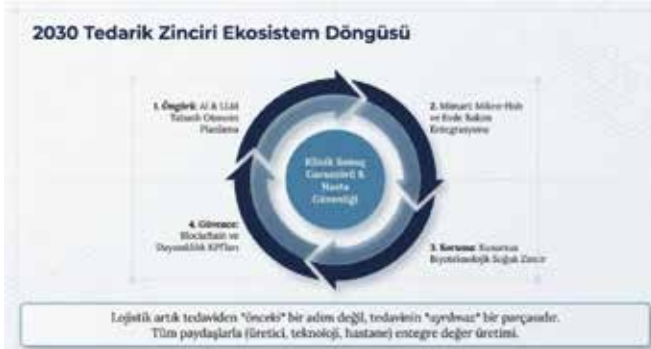 2030 Tedarik Zinciri Ekosistem Döngüsü
1. Öngörü: AI & LLM
Tabanlı Otonom
Planlama
2. Mimari: Mikro-Hub
ve Evde Bakım
Entegrasyonu
Klinik Sonuç
Garantörü &
Hasta
Güvenliği
4. Güvence:
Blockchain ve
Dayanıklılık KPI'ları
3. Koruma: Kusursuz
Biyoteknolojik Soğuk Zincir
Lojistik artık tedaviden "önceki" bir adım değil, tedavinin "ayrılmaz" bir parçasıdır.
Tüm paydaşlarla (üretici, teknoloji, hastane) entegre değer üretimi.